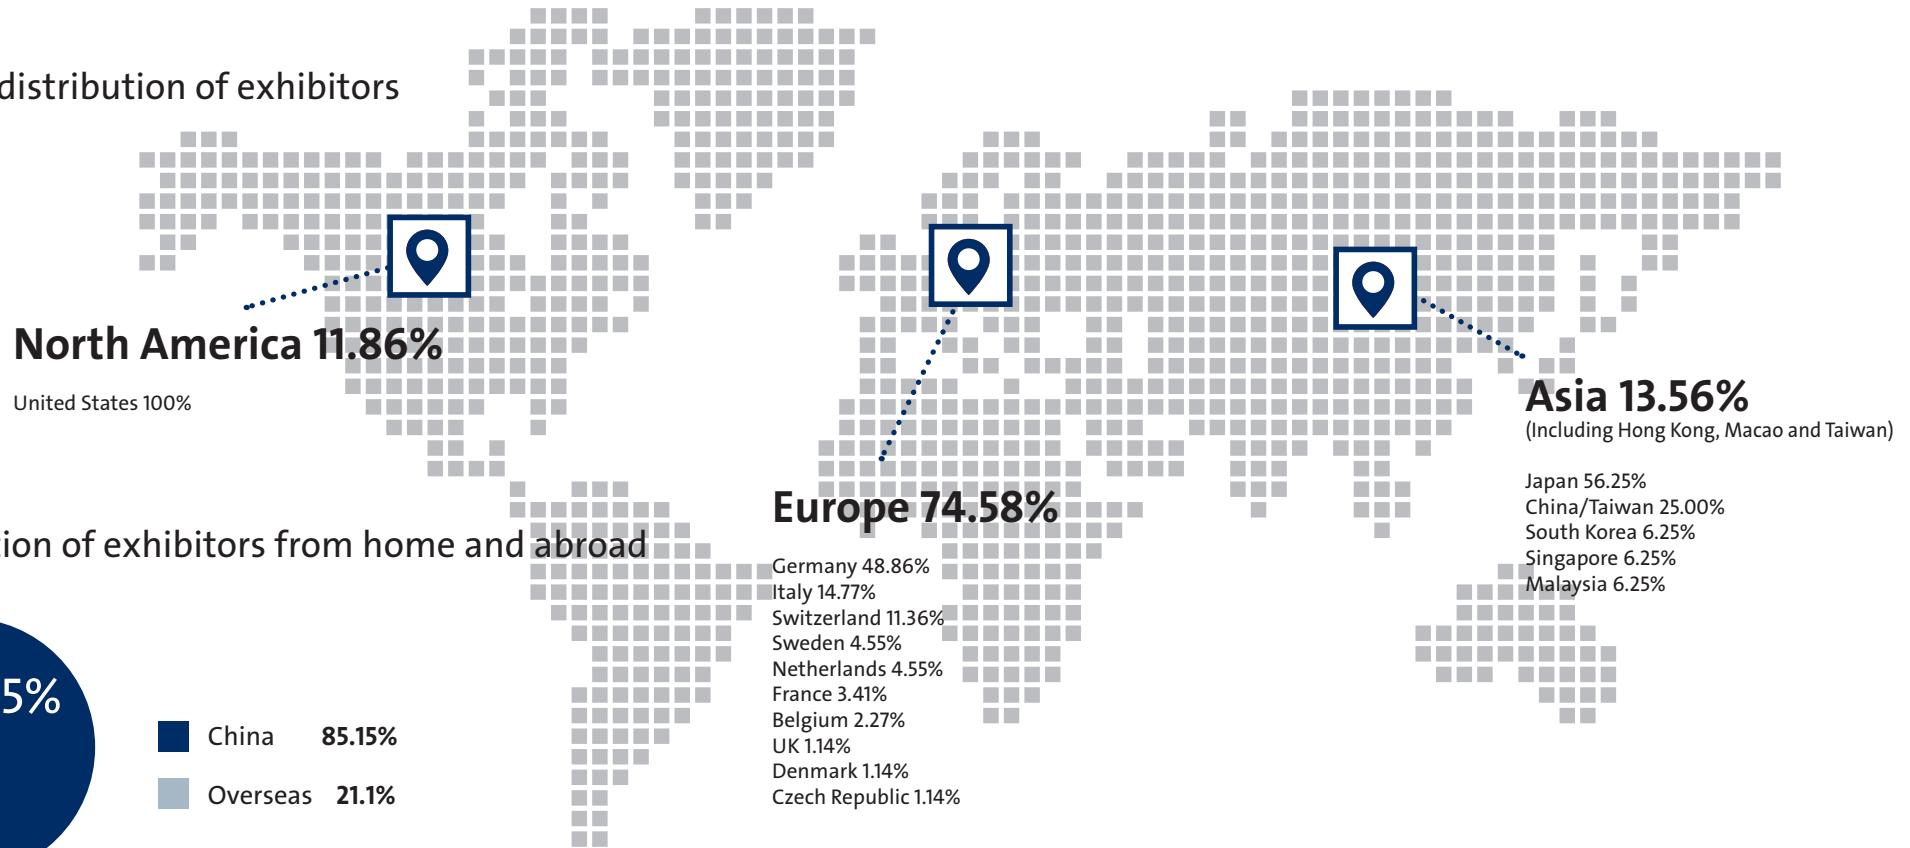 distribution of exhibitors
North America 11.86%
United States 100%
Europe 74.58%
Germany 48.86%
Italy 14.77%
Switzerland 11.36%
Sweden 4.55%
Netherlands 4.55%
France 3.41%
Belgium 2.27%
UK 1.14%
Denmark 1.14%
Czech Republic 1.14%
Asia 13.56%
(Including Hong Kong, Macao and Taiwan)
Japan 56.25%
China/Taiwan 25.00%
South Korea 6.25%
Singapore 6.25%
Malaysia 6.25%
tion of exhibitors from home and abroad
5%
China 85.15%
Overseas 21.1%